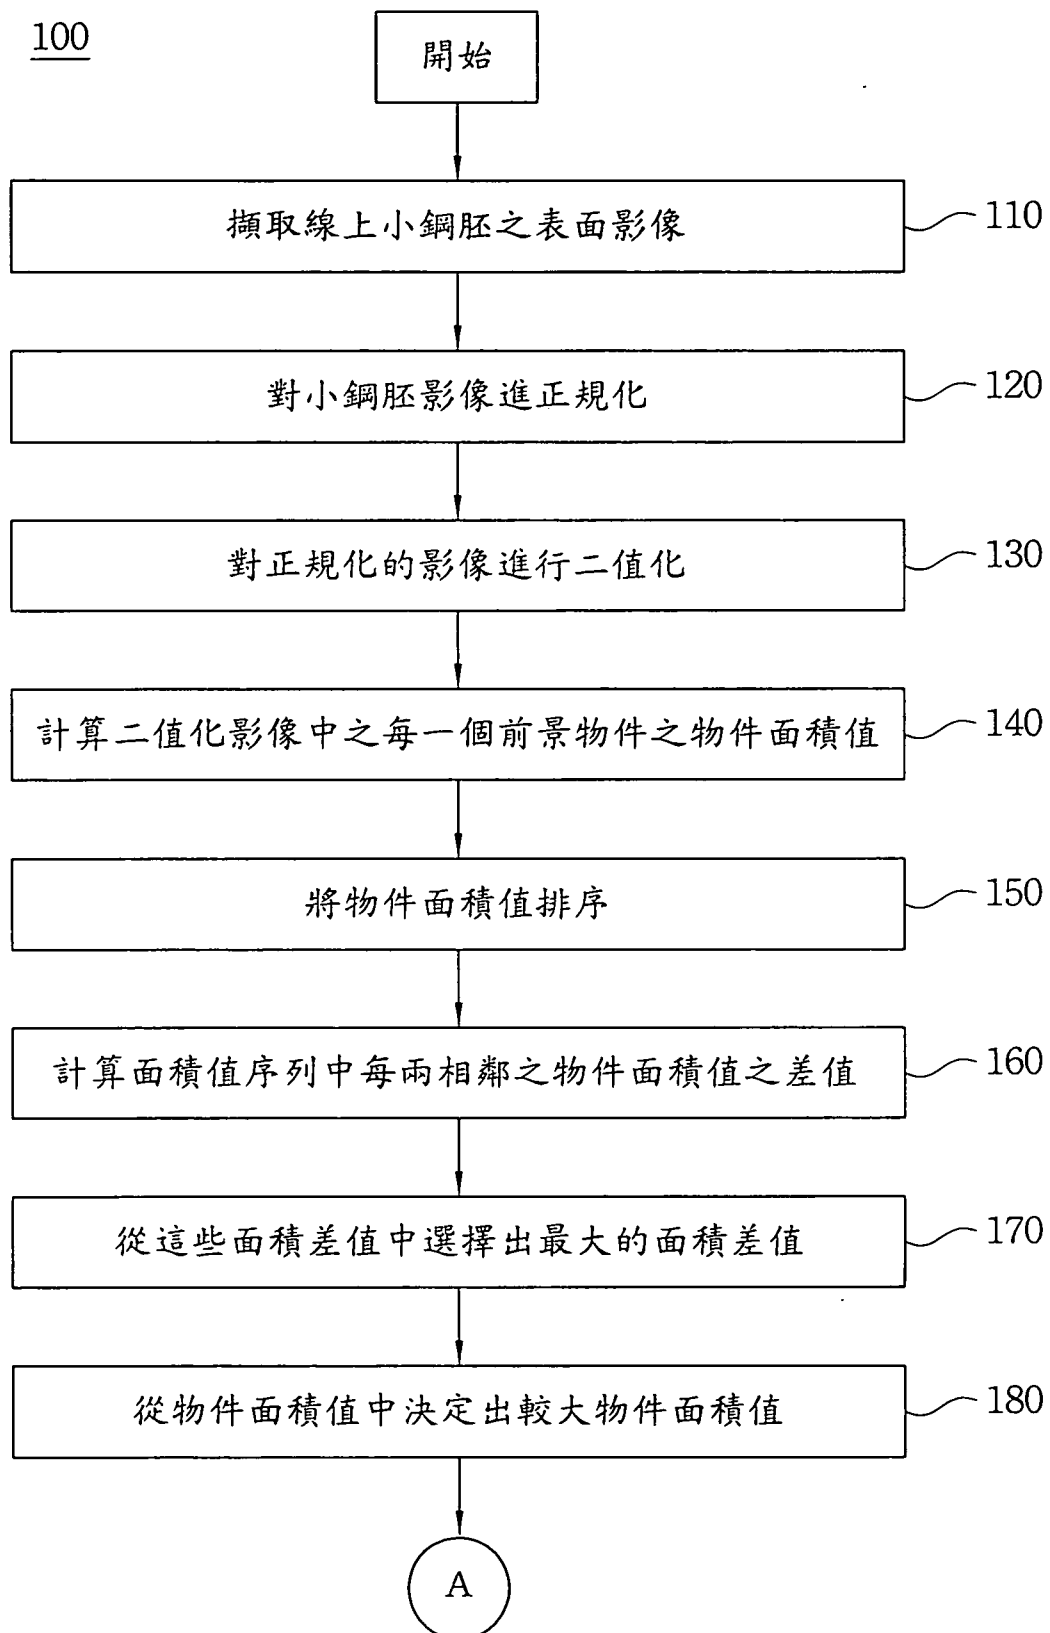 100
開始
擷取線上小鋼胚之表面影像
110
對小鋼胚影像進正規化
120
對正規化的影像進行二值化
130
計算二值化影像中之每一個前景物件之物件面積值
140
將物件面積值排序
150
計算面積值序列中每兩相鄰之物件面積值之差值
160
從這些面積差值中選擇出最大的面積差值
170
從物件面積值中決定出較大物件面積值
180
A